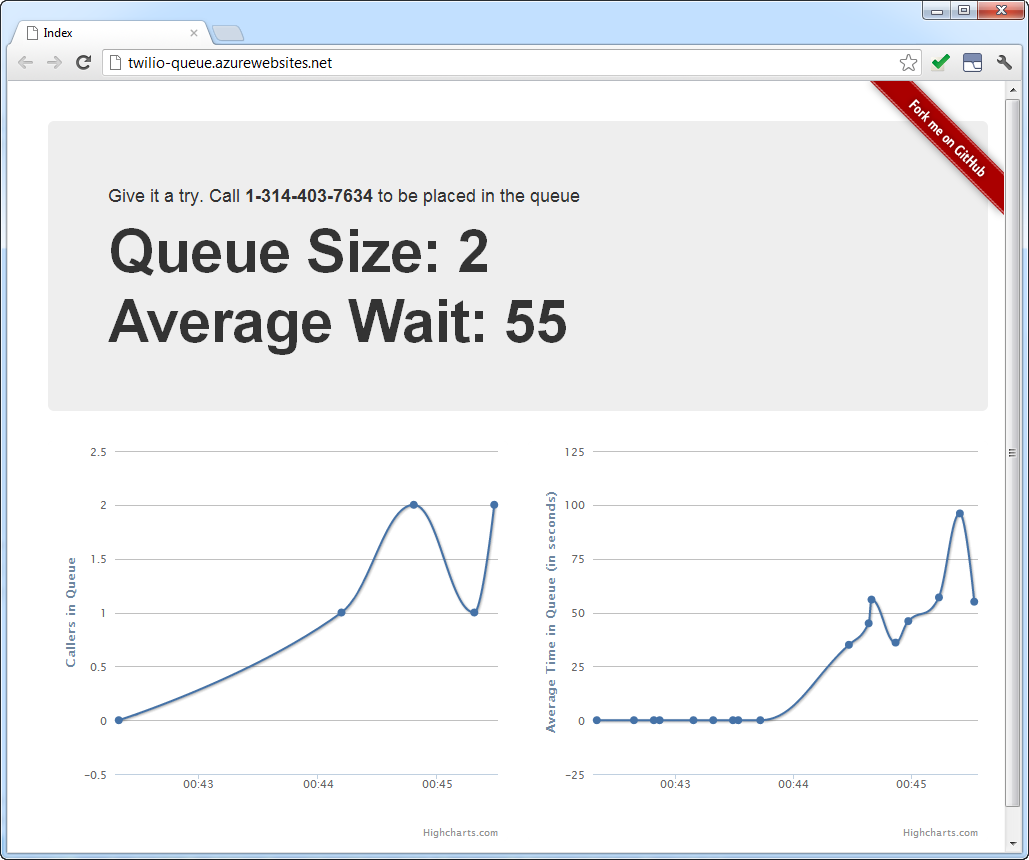 Index
twilio-queue.azurewebsites.net
Fork me on GitHub
Give it a try. Call 1-314-403-7634 to be placed in the queue
Queue Size: 2
Average Wait: 55
Callers in Queue
2.5
2
1.5
1
0.5
0
−0.5
00:43 00:44 00:45
Highcharts.com
Average Time in Queue (in seconds)
125
100
75
50
25
0
−25
00:43 00:44 00:45
Highcharts.com